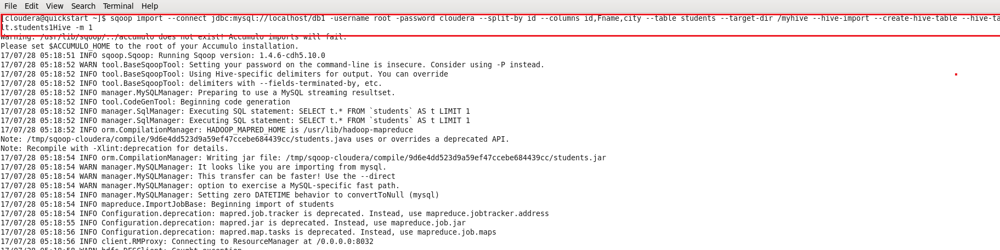 File Edit View Search Terminal Help
[cloudera@quickstart ~]$ sqoop import --connect jdbc:mysql://localhost/db1 -username root -password cloudera --split-by id --columns id,Fname,city --table students --target-dir /myhive --hive-import --create-hive-table --hive-ta
lt.students1Hive -m 1
Warning: /usr/lib/sqoop/../accumulo does not exist! Accumulo imports will fail.
Please set $ACCUMULO_HOME to the root of your Accumulo installation.
17/07/28 05:18:51 INFO sqoop.Sqoop: Running Sqoop version: 1.4.6-cdh5.10.0
17/07/28 05:18:52 WARN tool.BaseSqoopTool: Setting your password on the command-line is insecure. Consider using -P instead.
17/07/28 05:18:52 INFO tool.BaseSqoopTool: Using Hive-specific delimiters for output. You can override
17/07/28 05:18:52 INFO tool.BaseSqoopTool: delimiters with --fields-terminated-by, etc.
17/07/28 05:18:52 INFO manager.MySQLManager: Preparing to use a MySQL streaming resultset.
17/07/28 05:18:52 INFO tool.CodeGenTool: Beginning code generation
17/07/28 05:18:52 INFO manager.SqlManager: Executing SQL statement: SELECT t.* FROM `students` AS t LIMIT 1
17/07/28 05:18:52 INFO manager.SqlManager: Executing SQL statement: SELECT t.* FROM `students` AS t LIMIT 1
17/07/28 05:18:52 INFO orm.CompilationManager: HADOOP_MAPRED_HOME is /usr/lib/hadoop-mapreduce
Note: /tmp/sqoop-cloudera/compile/9d6e4dd523d9a59ef47ccebe684439cc/students.java uses or overrides a deprecated API.
Note: Recompile with -Xlint:deprecation for details.
17/07/28 05:18:54 INFO orm.CompilationManager: Writing jar file: /tmp/sqoop-cloudera/compile/9d6e4dd523d9a59ef47ccebe684439cc/students.jar
17/07/28 05:18:54 WARN manager.MySQLManager: It looks like you are importing from mysql.
17/07/28 05:18:54 WARN manager.MySQLManager: This transfer can be faster! Use the --direct
17/07/28 05:18:54 WARN manager.MySQLManager: option to exercise a MySQL-specific fast path.
17/07/28 05:18:54 INFO manager.MySQLManager: Setting zero DATETIME behavior to convertToNull (mysql)
17/07/28 05:18:54 INFO mapreduce.ImportJobBase: Beginning import of students
17/07/28 05:18:54 INFO Configuration.deprecation: mapred.job.tracker is deprecated. Instead, use mapreduce.jobtracker.address
17/07/28 05:18:55 INFO Configuration.deprecation: mapred.jar is deprecated. Instead, use mapreduce.job.jar
17/07/28 05:18:56 INFO Configuration.deprecation: mapred.map.tasks is deprecated. Instead, use mapreduce.job.maps
17/07/28 05:18:56 INFO client.RMProxy: Connecting to ResourceManager at /0.0.0.0:8032
17/07/28 05:18:58 WARN hdfs.DFSClient: Caught exception